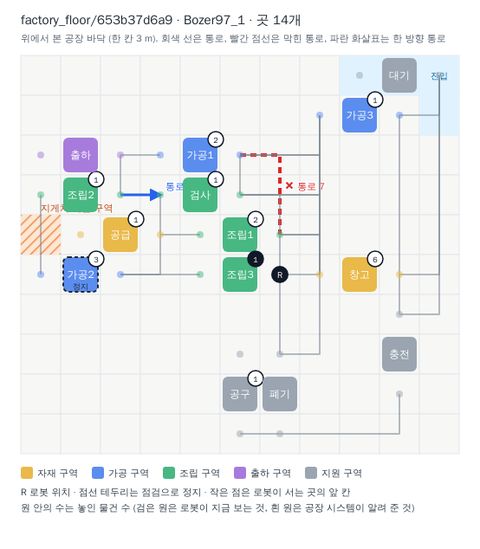 factory_floor/653b37d6a9 · Bozer97_1 · 곳 14개
위에서 본 공장 바닥 (한 칸 3 m). 회색 선은 통로, 빨간 점선은 막힌 통로, 파란 화살표는 한 방향 통로
대기
전립
가공3
1
출하
가공1
2
조립2
1
통로
검사
1
통로 7
지게
구역
공급
1
조립1
2
가공2
3
정지
조립3
1
R
창고
6
충전
공구
1
폐기
자재 구역
가공 구역
조립 구역
출하 구역
지원 구역
R 로봇 위치 · 점선 테두리는 점검으로 정지 · 작은 점은 로봇이 서는 곳의 앞 칸
원 안의 수는 놓인 물건 수 (검은 원은 로봇이 지금 보는 것, 흰 원은 공장 시스템이 알려 준 것)